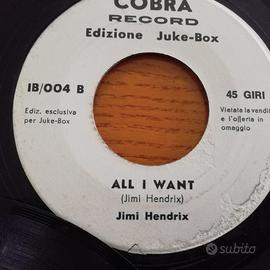 COBRA
RECORD
Edizione Juke-Box
IB/004 B
45 GIRI
Ediz. esclusiva
per Juke-Box
Vietata la vendita
e l'offerta in
omaggio
ALL I WANT
(Jimi Hendrix)
Jimi Hendrix
subito